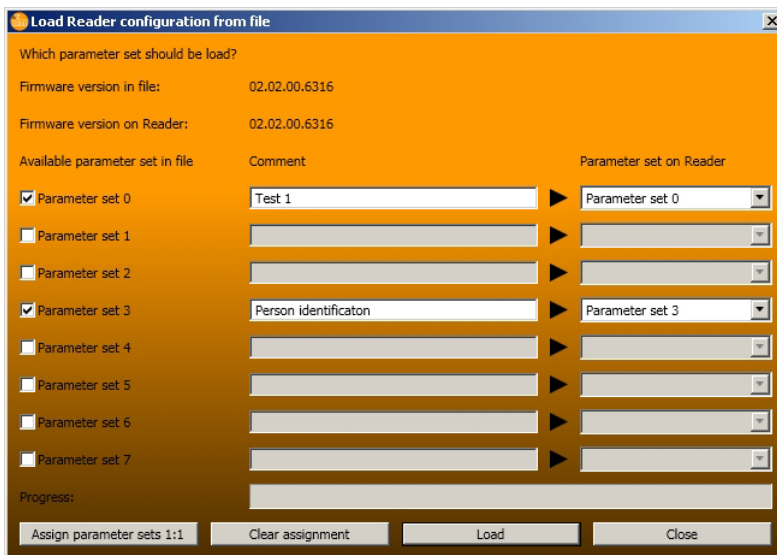 Load Reader configuration from file
Which parameter set should be load?
Firmware version in file: 02.02.00.6316
Firmware version on Reader: 02.02.00.6316
Available parameter set in file Comment Parameter set on Reader
Parameter set 0 Test 1 Parameter set 0
Parameter set 1
Parameter set 2
Parameter set 3 Person identificaton Parameter set 3
Parameter set 4
Parameter set 5
Parameter set 6
Parameter set 7
Progress:
Assign parameter sets 1:1 Clear assignment Load Close